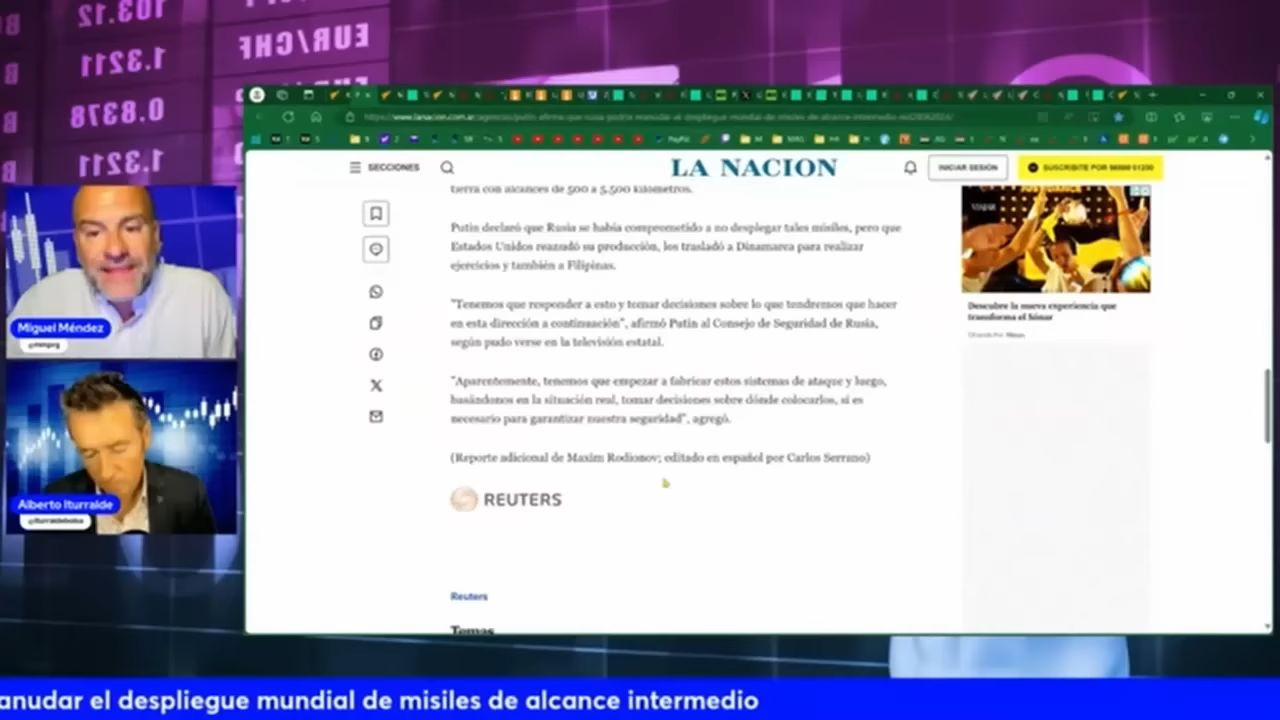 103.12
EUR/CHF
1.3211
0.8378
1.3211
SECCIONES
LA NACION
INICIAR SESIÓN
SUSCRIBITE POR
tierra con alcances de 500 a 5.500 kilómetros.
Putin declaró que Rusia se había comprometido a no desplegar tales misiles, pero que
Estados Unidos reanudó su producción, los trasladó a Dinamarca para realizar
ejercicios y también a Filipinas.
"Tenemos que responder a esto y tomar decisiones sobre lo que tendremos que hacer
en esta dirección a continuación", afirmó Putin al Consejo de Seguridad de Rusia,
según pudo verse en la televisión estatal.
"Aparentemente, tenemos que empezar a fabricar estos sistemas de ataque y luego,
basándonos en la situación real, tomar decisiones sobre dónde colocarlos, si es
necesario para garantizar nuestra seguridad", agregó.
(Reporte adicional de Maxim Rodionov; editado en español por Carlos Serrano)
REUTERS
Reuters
Temas
Descubre la nueva experiencia que
transforma el Sónar
Miguel Méndez
Alberto Iturralde
@iturraldebolsa
anudar el despliegue mundial de misiles de alcance intermedio